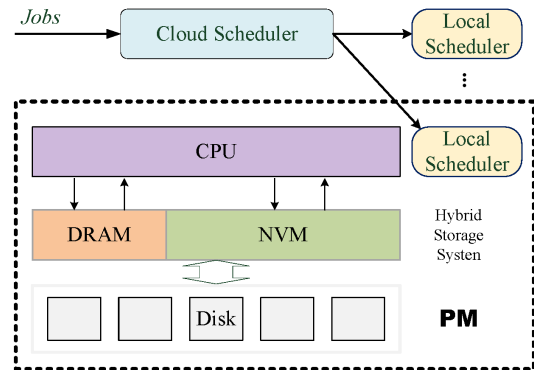 Jobs
Cloud Scheduler
Local
Scheduler
...
Local
Scheduler
CPU
DRAM
NVM
Hybrid
Storage
Systen
Disk
PM